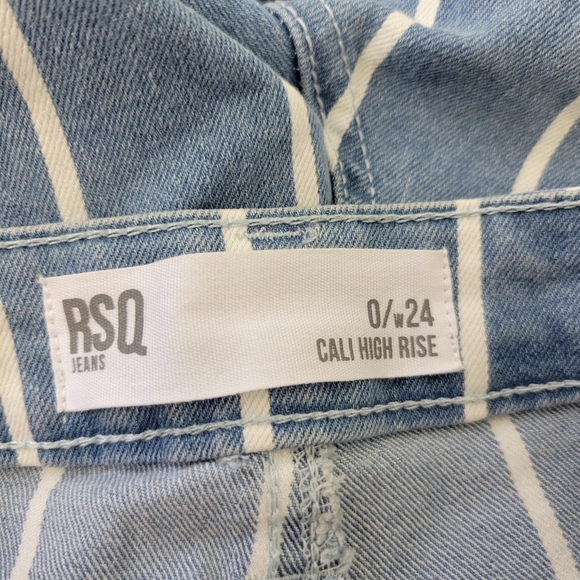 RSQ
JEANS
0/w24
CALI HIGH RISE